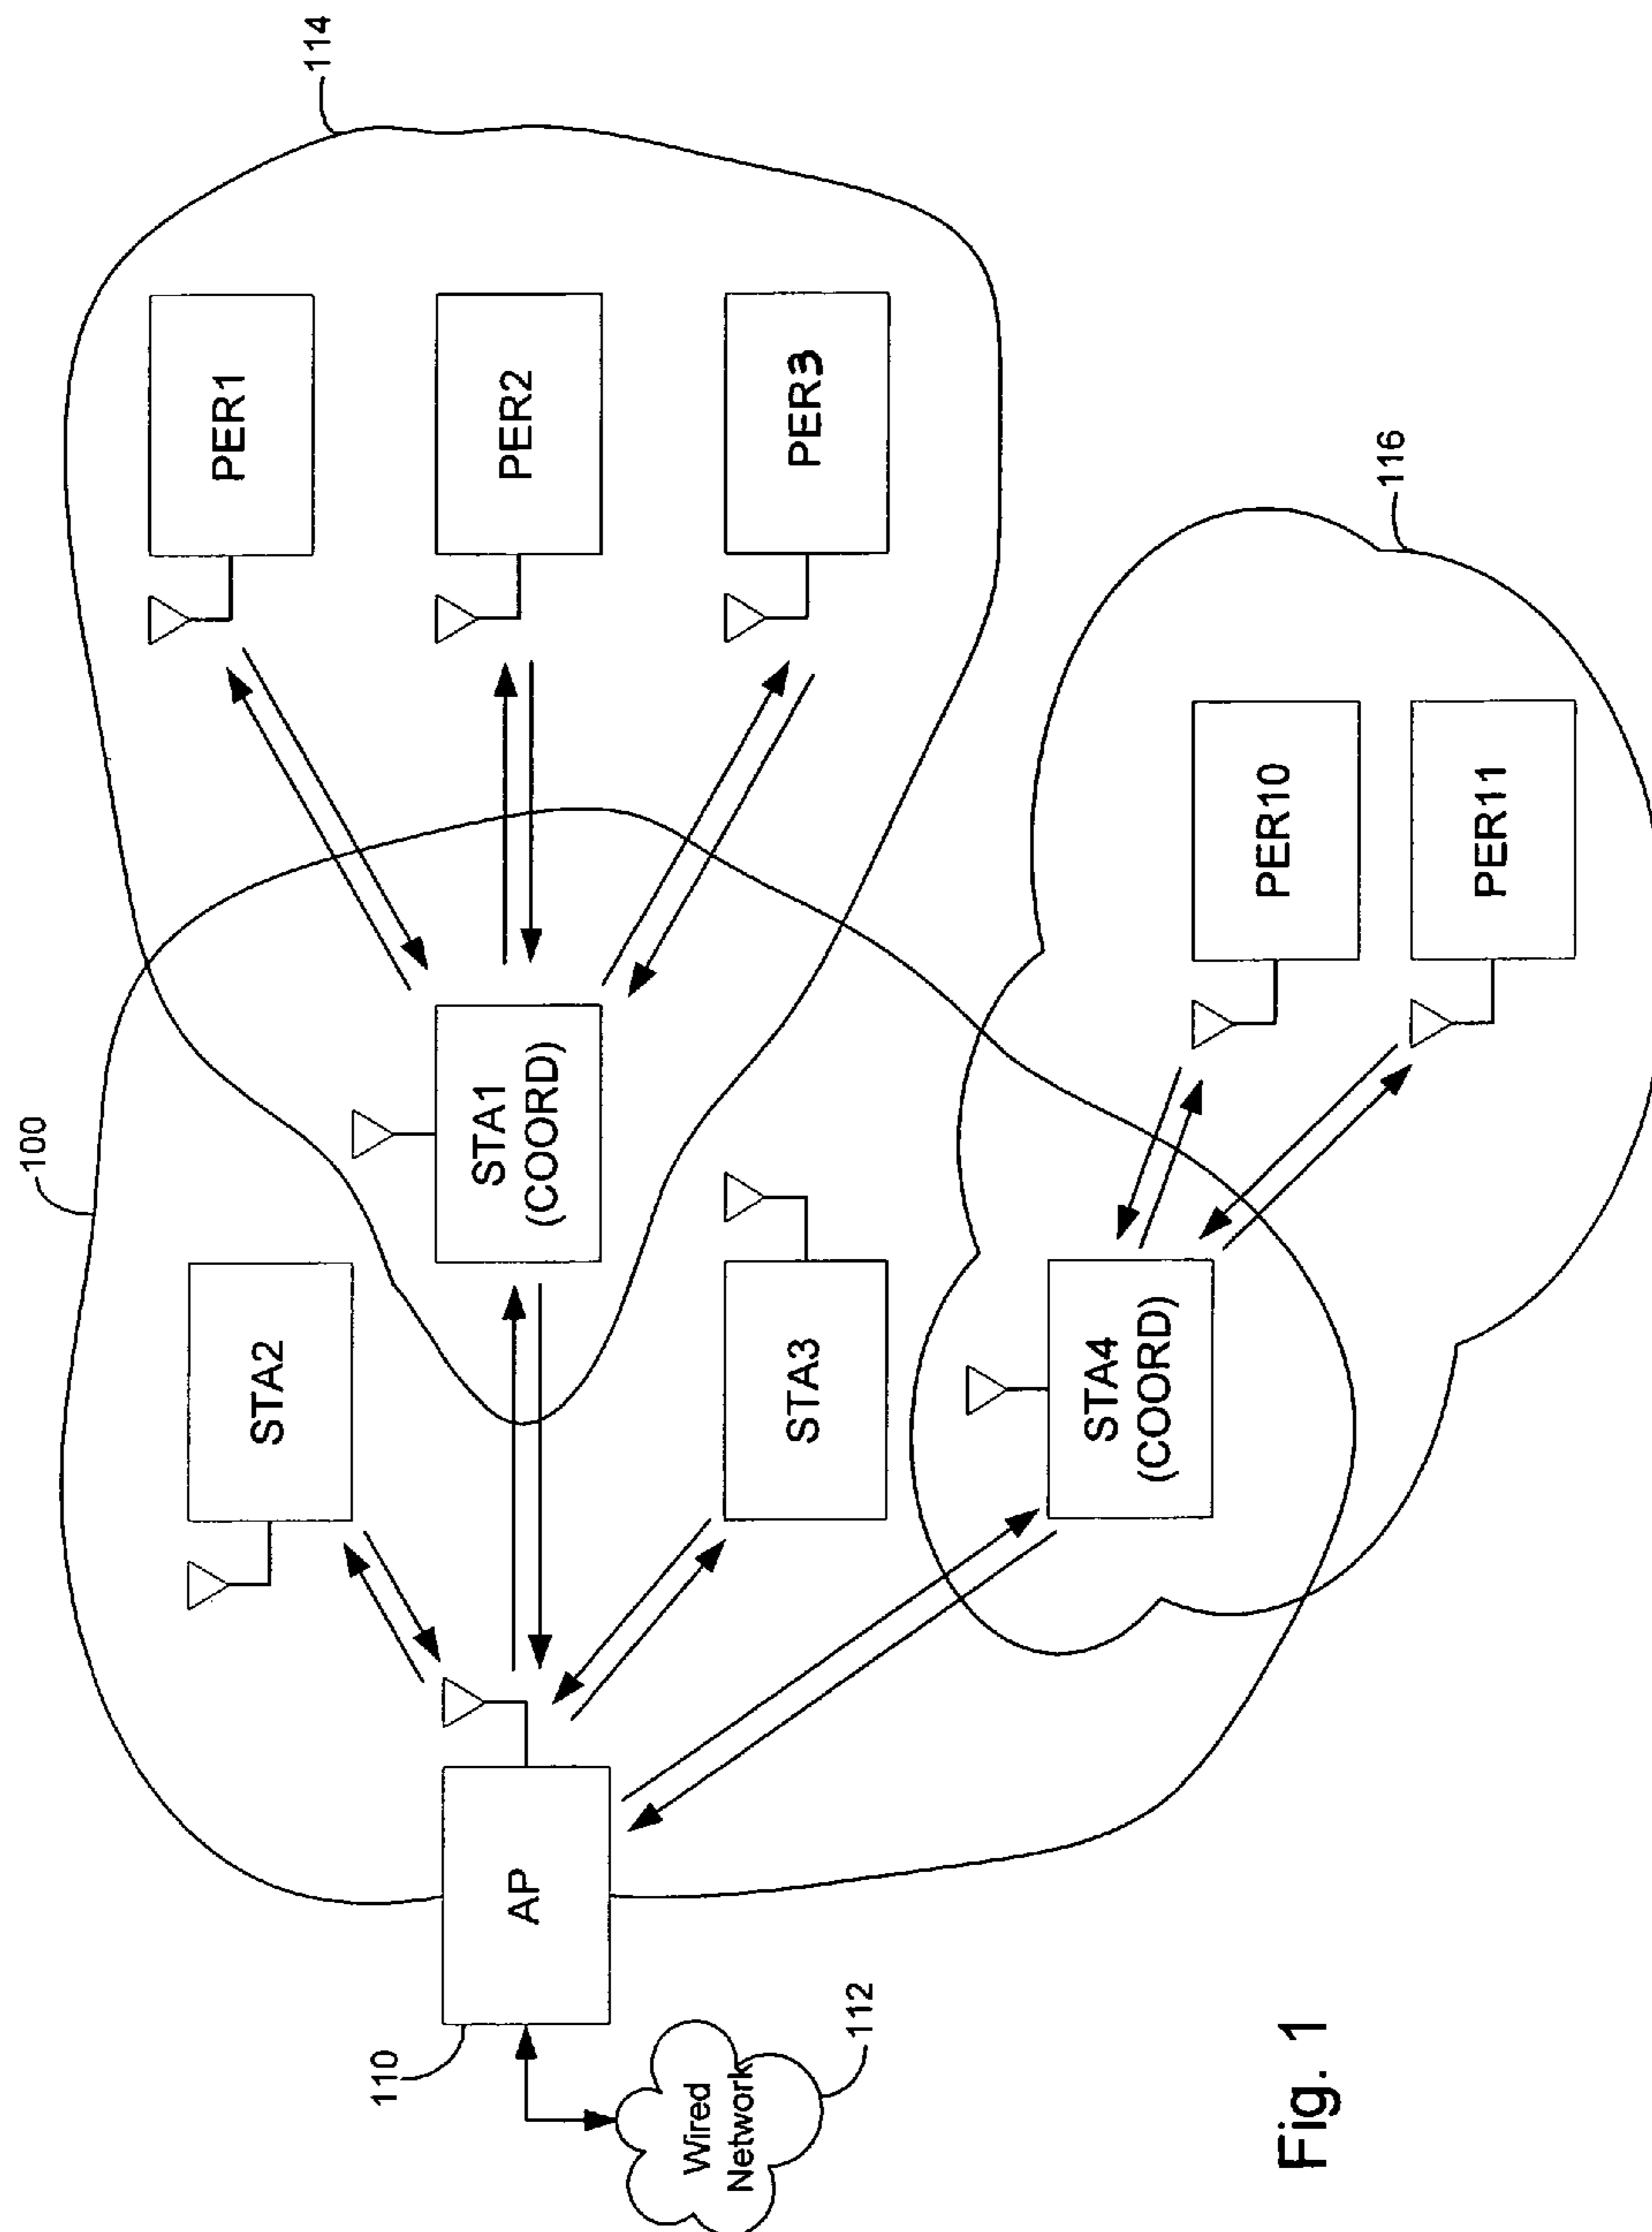 100
114
STA2
PER1
110
AP
STA1
(COORD)
PER2
Wired
Network
112
STA3
PER3
STA4
(COORD)
PER10
116
PER11
Fig. 1